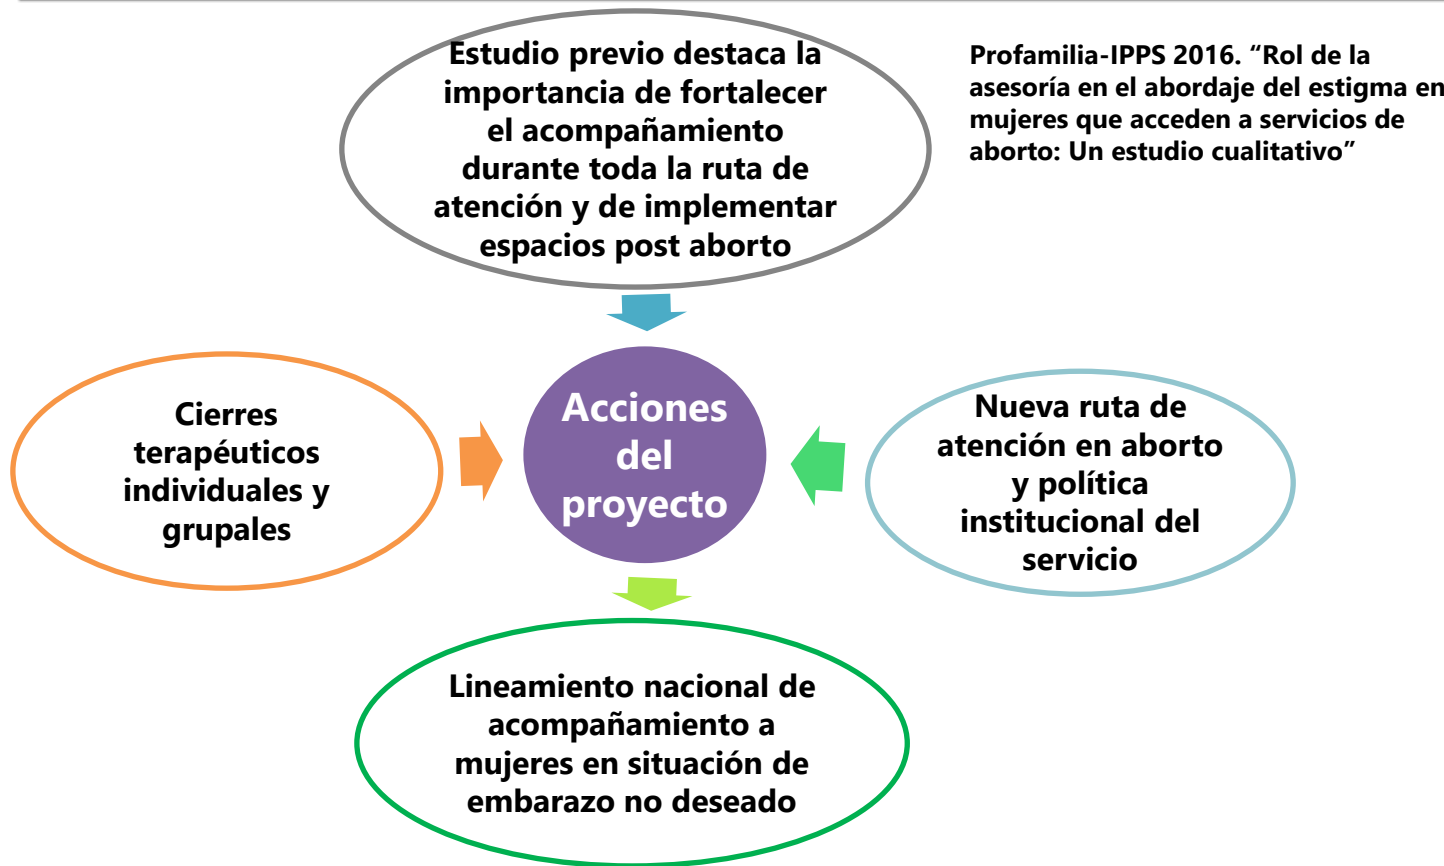 Estudio previo destaca la
importancia de fortalecer
el acompañamiento
durante toda la ruta de
atención y de implementar
espacios post aborto
Profamilia-IPPS 2016. “Rol de la
asesoría en el abordaje del estigma en
mujeres que acceden a servicios de
aborto: Un estudio cualitativo”
Cierres
terapéuticos
individuales y
grupales
Acciones
del
proyecto
Nueva ruta de
atención en aborto
y política
institucional del
servicio
Lineamiento nacional de
acompañamiento a
mujeres en situación de
embarazo no deseado